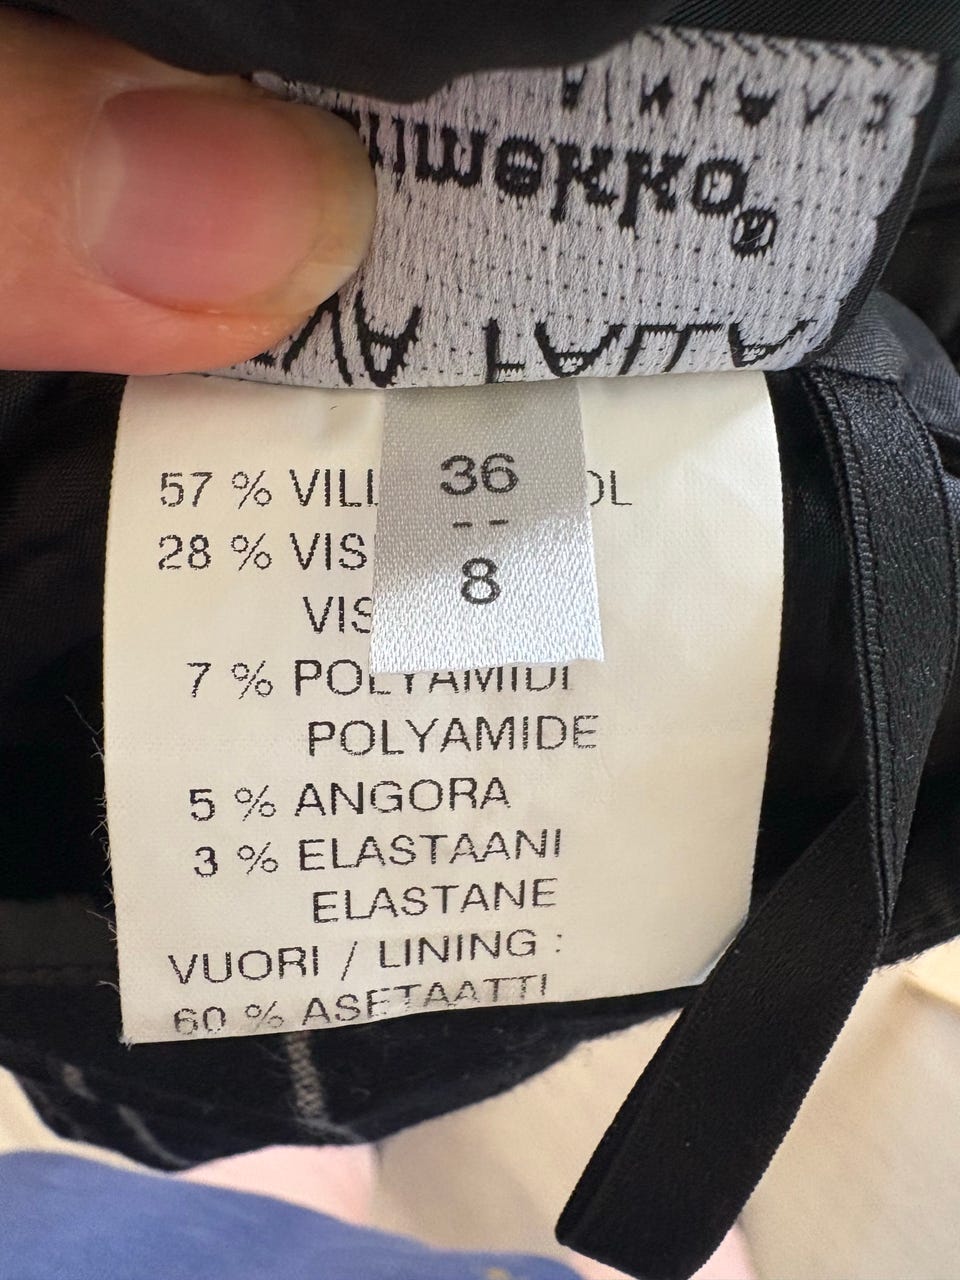 mekko®
36
--
8
57 % VILL OL
28 % VIS
VIS
7 % POLYAMIDI
POLYAMIDE
5 % ANGORA
3 % ELASTAANI
ELASTANE
VUORI / LINING :
60 % ASETAATTI